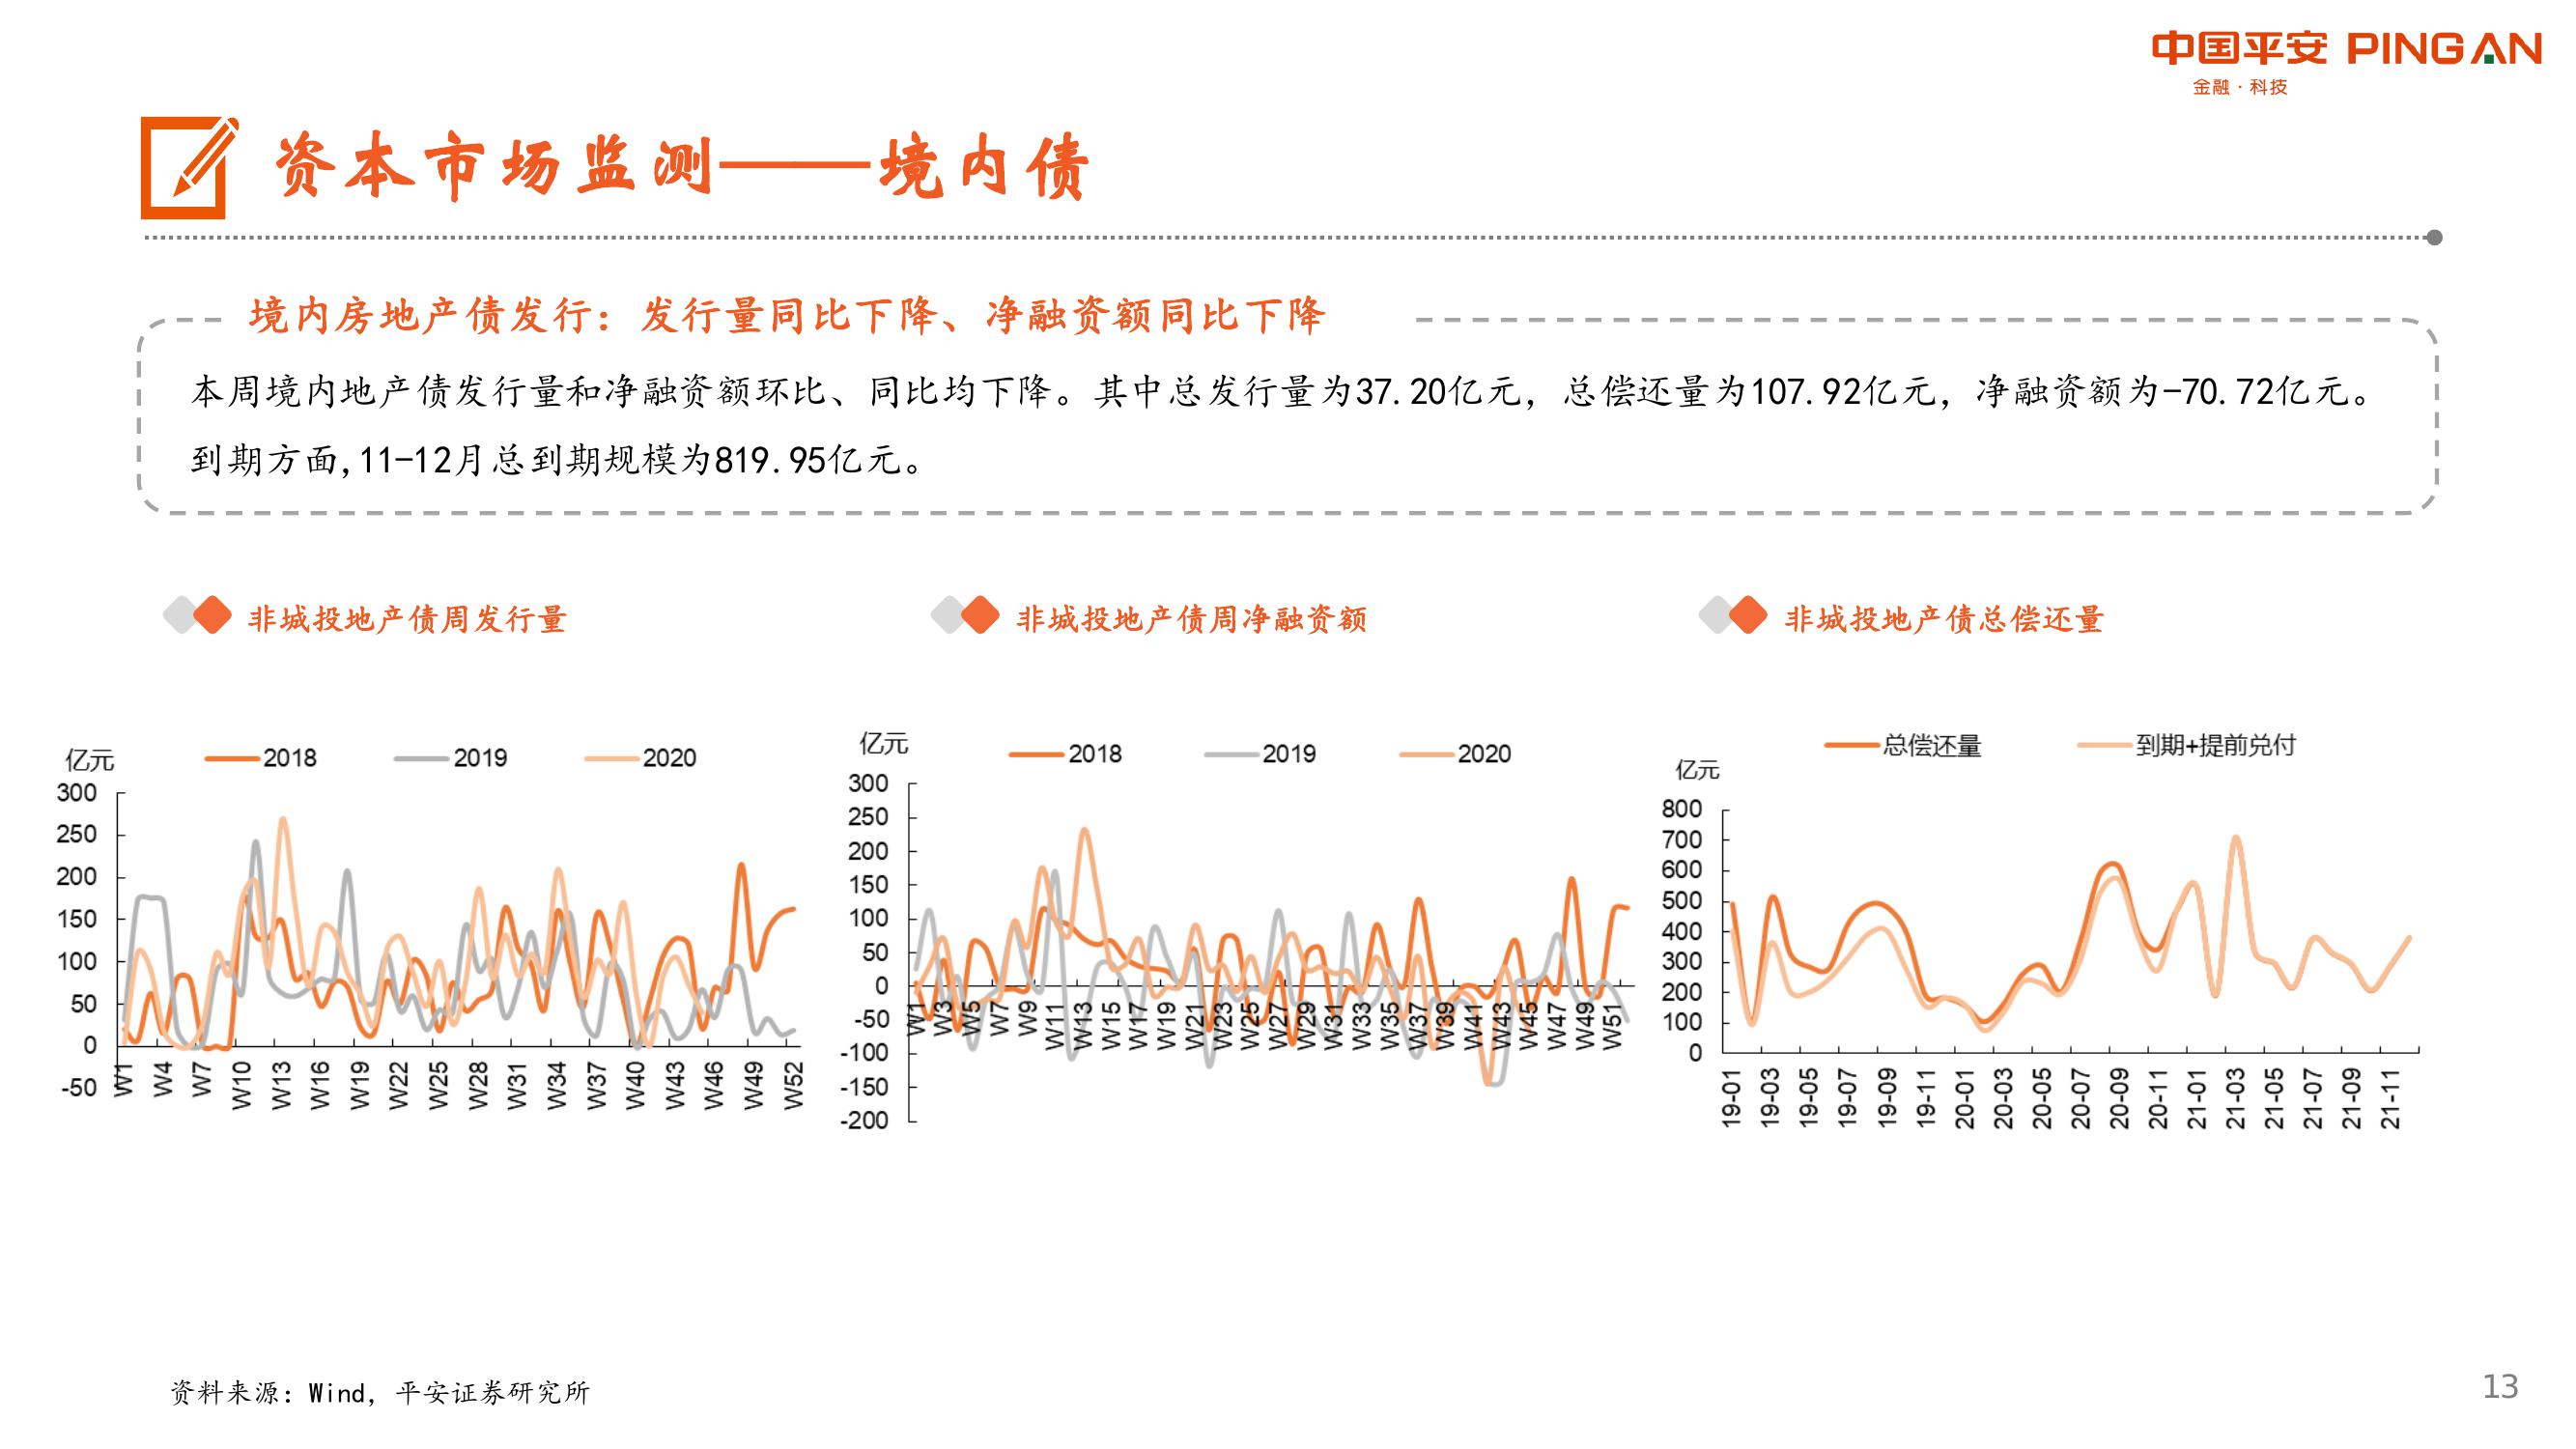 中国平安 PINGAN
金融·科技
资本市场监测——境内债
境内房地产债发行：发行量同比下降、净融资额同比下降
本周境内地产债发行量和净融资额环比、同比均下降。其中总发行量为37.20亿元，总偿还量为107.92亿元，净融资额为-70.72亿元。
到期方面,11-12月总到期规模为819.95亿元。
非城投地产债周发行量
亿元
2018 2019 2020
300
250
200
150
100
50
0
-50
W1 W4 W7 W10 W13 W16 W19 W22 W25 W28 W31 W34 W37 W40 W43 W46 W49 W52
非城投地产债周净融资额
亿元
2018 2019 2020
300
250
200
150
100
50
0
-50
-100
-150
-200
W1 W3 W5 W7 W9 W11 W13 W15 W17 W19 W21 W23 W25 W27 W29 W31 W33 W35 W37 W39 W41 W43 W45 W47 W49 W51
非城投地产债总偿还量
总偿还量 到期+提前兑付
亿元
800
700
600
500
400
300
200
100
0
19-01 19-03 19-05 19-07 19-09 19-11 20-01 20-03 20-05 20-07 20-09 20-11 21-01 21-03 21-05 21-07 21-09 21-11
资料来源：Wind，平安证券研究所
13